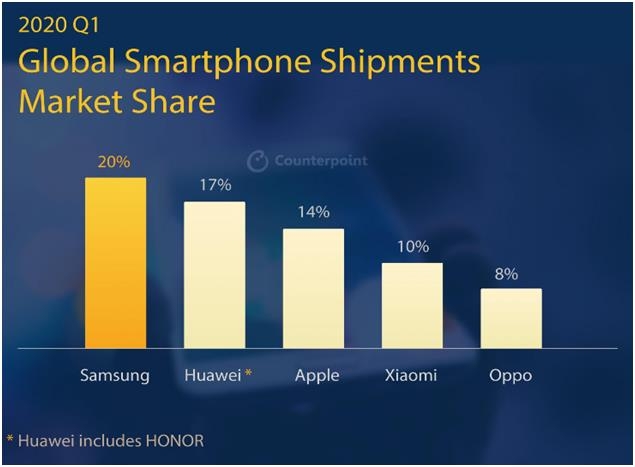 2020 Q1
Global Smartphone Shipments
Market Share
Counterpoint
20%
17%
14%
10%
8%
Samsung Huawei * Apple Xiaomi Oppo
* Huawei includes HONOR